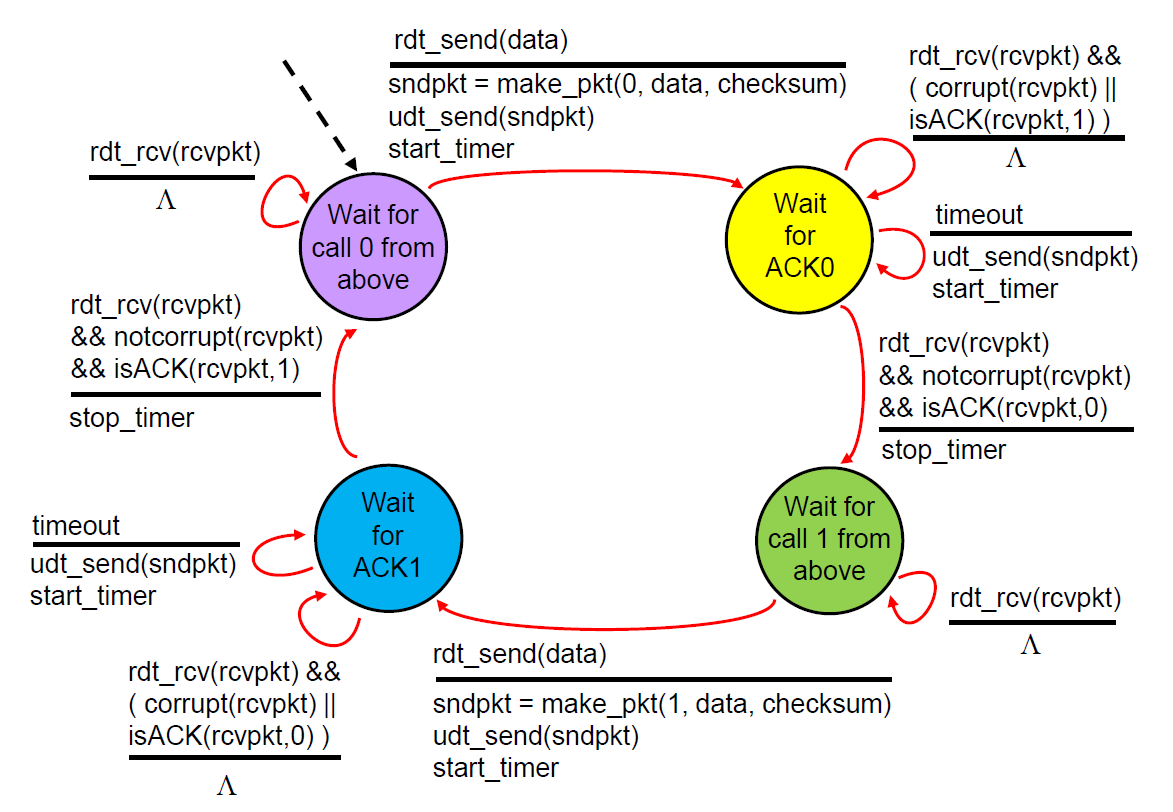 rdt_send(data)
sndpkt = make_pkt(0, data, checksum)
udt_send(sndpkt)
start_timer
rdt_rcv(rcvpkt) &&
( corrupt(rcvpkt) ||
isACK(rcvpkt,1) )
Λ
rdt_rcv(rcvpkt)
Λ
Wait for
call 0 from
above
Wait
for
ACK0
timeout
udt_send(sndpkt)
start_timer
rdt_rcv(rcvpkt)
&& notcorrupt(rcvpkt)
&& isACK(rcvpkt,1)
stop_timer
rdt_rcv(rcvpkt)
&& notcorrupt(rcvpkt)
&& isACK(rcvpkt,0)
stop_timer
Wait
for
ACK1
Wait for
call 1 from
above
timeout
udt_send(sndpkt)
start_timer
rdt_rcv(rcvpkt)
Λ
rdt_rcv(rcvpkt) &&
( corrupt(rcvpkt) ||
isACK(rcvpkt,0) )
Λ
rdt_send(data)
sndpkt = make_pkt(1, data, checksum)
udt_send(sndpkt)
start_timer